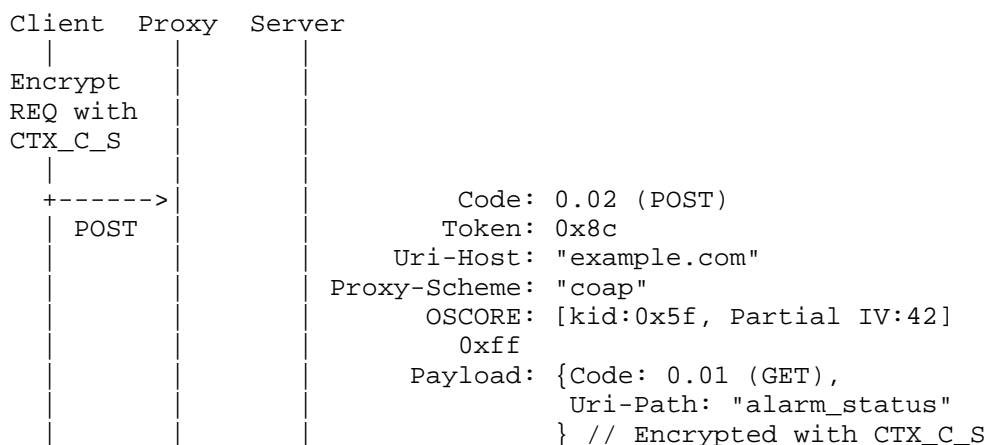 Client  Proxy  Server
  |       |       |
Encrypt   |       |
REQ with  |       |
CTX_C_S   |       |
  |       |       |
  +------>|       |         Code: 0.02 (POST)
  | POST  |       |        Token: 0x8c
  |       |       |     Uri-Host: "example.com"
  |       |       | Proxy-Scheme: "coap"
  |       |       |       OSCORE: [kid:0x5f, Partial IV:42]
  |       |       |         0xff
  |       |       |      Payload: {Code: 0.01 (GET),
  |       |       |                Uri-Path: "alarm_status"
  |       |       |               } // Encrypted with CTX_C_S